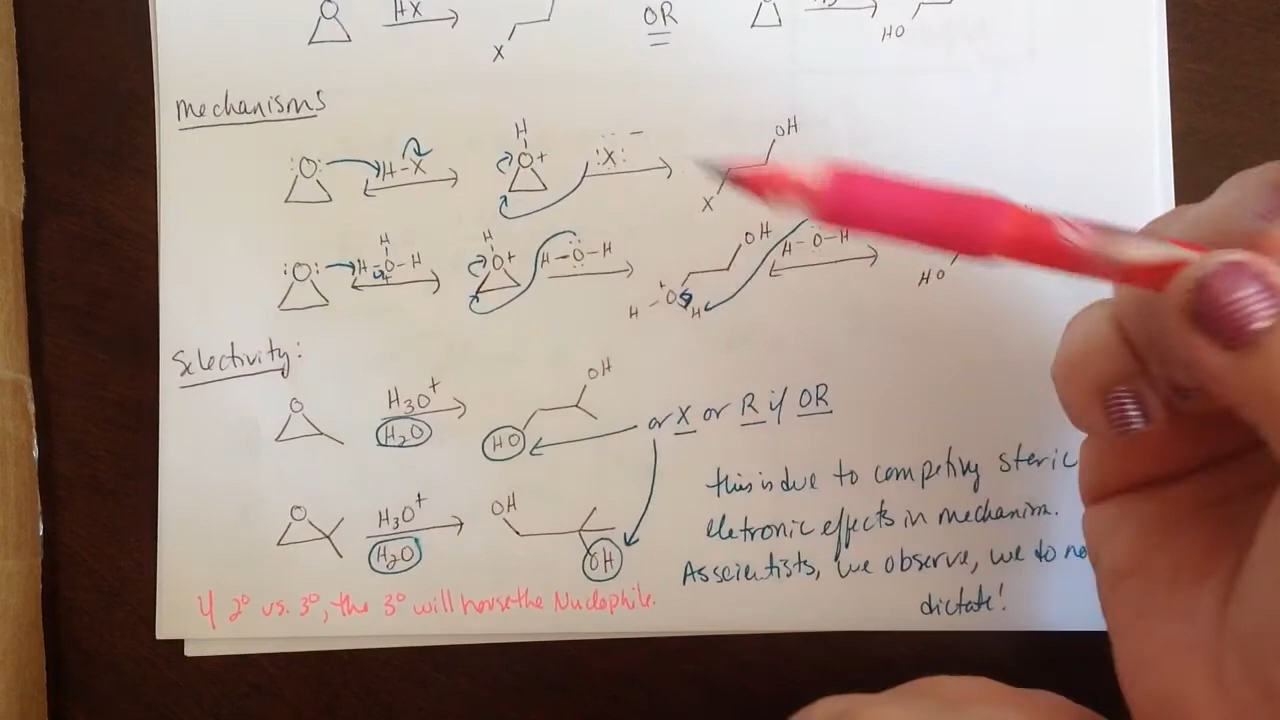 O HX OR O
X HO
Mechanisms
H OH
:O: H-X O+ :X: −
X
H H OH
:O: H-O-H O+ H-O-H H-O-H
+
H-O H HO
Selectivity:
OH
O H3O+
H2O HO or X or R if OR
this is due to competing steric
OH
O H3O+ eletronic effects in mechanism.
H2O OH As scientists, we observe, we to no
If 2° vs. 3°, the 3° will house the Nucleophile. dictate!